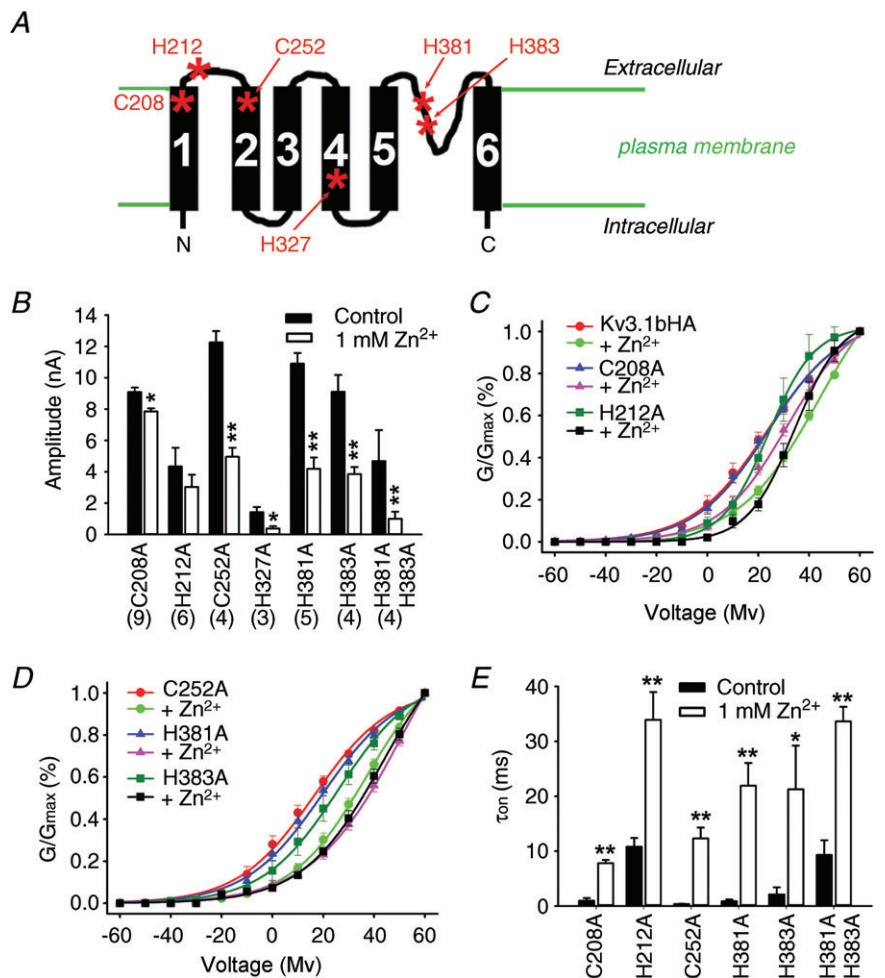 A
H212
C252
H381
H383
Extracellular
C208
1 2 3 4 5 6
plasma membrane
H327
N
C
Intracellular
B
Control
1 mM Zn2+
Amplitude (nA)
14
12
10
8
6
4
2
0
* ** * ** ** **
C208A
(9)
H212A
(6)
C252A
(4)
H327A
(3)
H381A
(5)
H383A
(4)
H381A
H383A
(4)
C
Kv3.1bHA
+ Zn2+
C208A
+ Zn2+
H212A
+ Zn2+
G/Gmax (%)
1.0
0.8
0.6
0.4
0.2
0.0
-60 -40 -20 0 20 40 60
Voltage (Mv)
D
C252A
+ Zn2+
H381A
+ Zn2+
H383A
+ Zn2+
G/Gmax (%)
1.0
0.8
0.6
0.4
0.2
0.0
-60 -40 -20 0 20 40 60
Voltage (Mv)
E
Control
1 mM Zn2+
τon (ms)
40
30
20
10
0
** ** ** ** * **
C208A
H212A
C252A
H381A
H383A
H381A
H383A